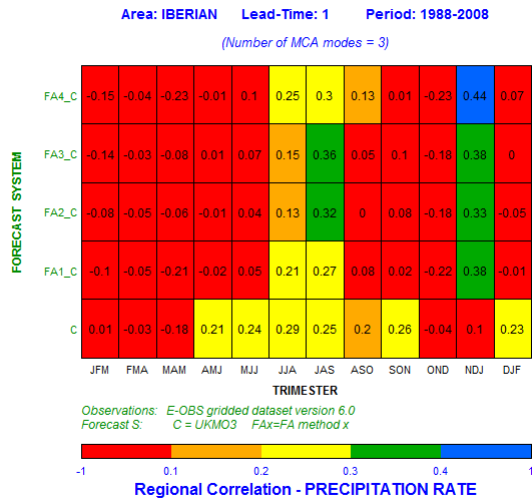 Area: IBERIAN Lead-Time: 1 Period: 1988-2008
(Number of MCA modes = 3)
FORECAST SYSTEM
FA4_C -0.15 -0.04 -0.23 -0.01 0.1 0.25 0.3 0.13 0.01 -0.23 0.44 0.07
FA3_C -0.14 -0.03 -0.08 0.01 0.07 0.15 0.36 0.05 0.1 -0.18 0.38 0
FA2_C -0.08 -0.05 -0.06 -0.01 0.04 0.13 0.32 0 0.08 -0.18 0.33 -0.05
FA1_C -0.1 -0.05 -0.21 -0.02 0.05 0.21 0.27 0.08 0.02 -0.22 0.38 -0.01
C 0.01 -0.03 -0.18 0.21 0.24 0.29 0.25 0.2 0.26 -0.04 0.1 0.23
JFM FMA MAM AMJ MJJ JJA JAS ASO SON OND NDJ DJF
TRIMESTER
Observations: E-OBS gridded dataset version 6.0
Forecast S: C = UKMO3 FAx=FA method x
-1 0.1 0.2 0.3 0.4 1
Regional Correlation - PRECIPITATION RATE